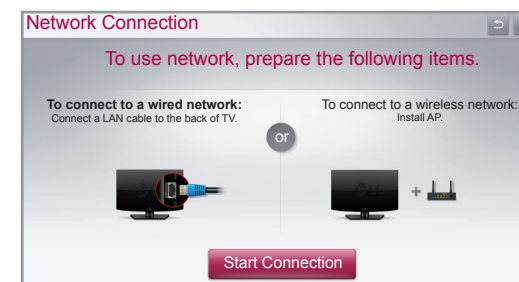 Network Connection
To use network, prepare the following items.
To connect to a wired network:
Connect a LAN cable to the back of TV.
or
To connect to a wireless network:
Install AP.
+
Start Connection